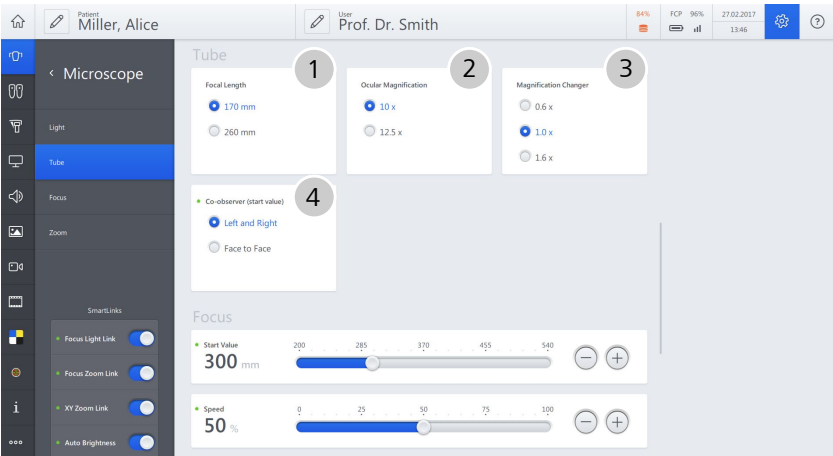 Patient
Miller, Alice
User
Prof. Dr. Smith
84%
FCP 96%
27.02.2017
13:46
?
< Microscope
Light
Tube
Focus
Zoom
SmartLinks
Focus Light Link
Focus Zoom Link
XY Zoom Link
Auto Brightness
i
Tube
1
Focal Length
170 mm
260 mm
2
Ocular Magnification
10 x
12.5 x
3
Magnification Changer
0.6 x
1.0 x
1.6 x
4
Co-observer (start value)
Left and Right
Face to Face
Focus
Start Value
300 mm
200 285 370 455 540
Speed
50 %
0 25 50 75 100